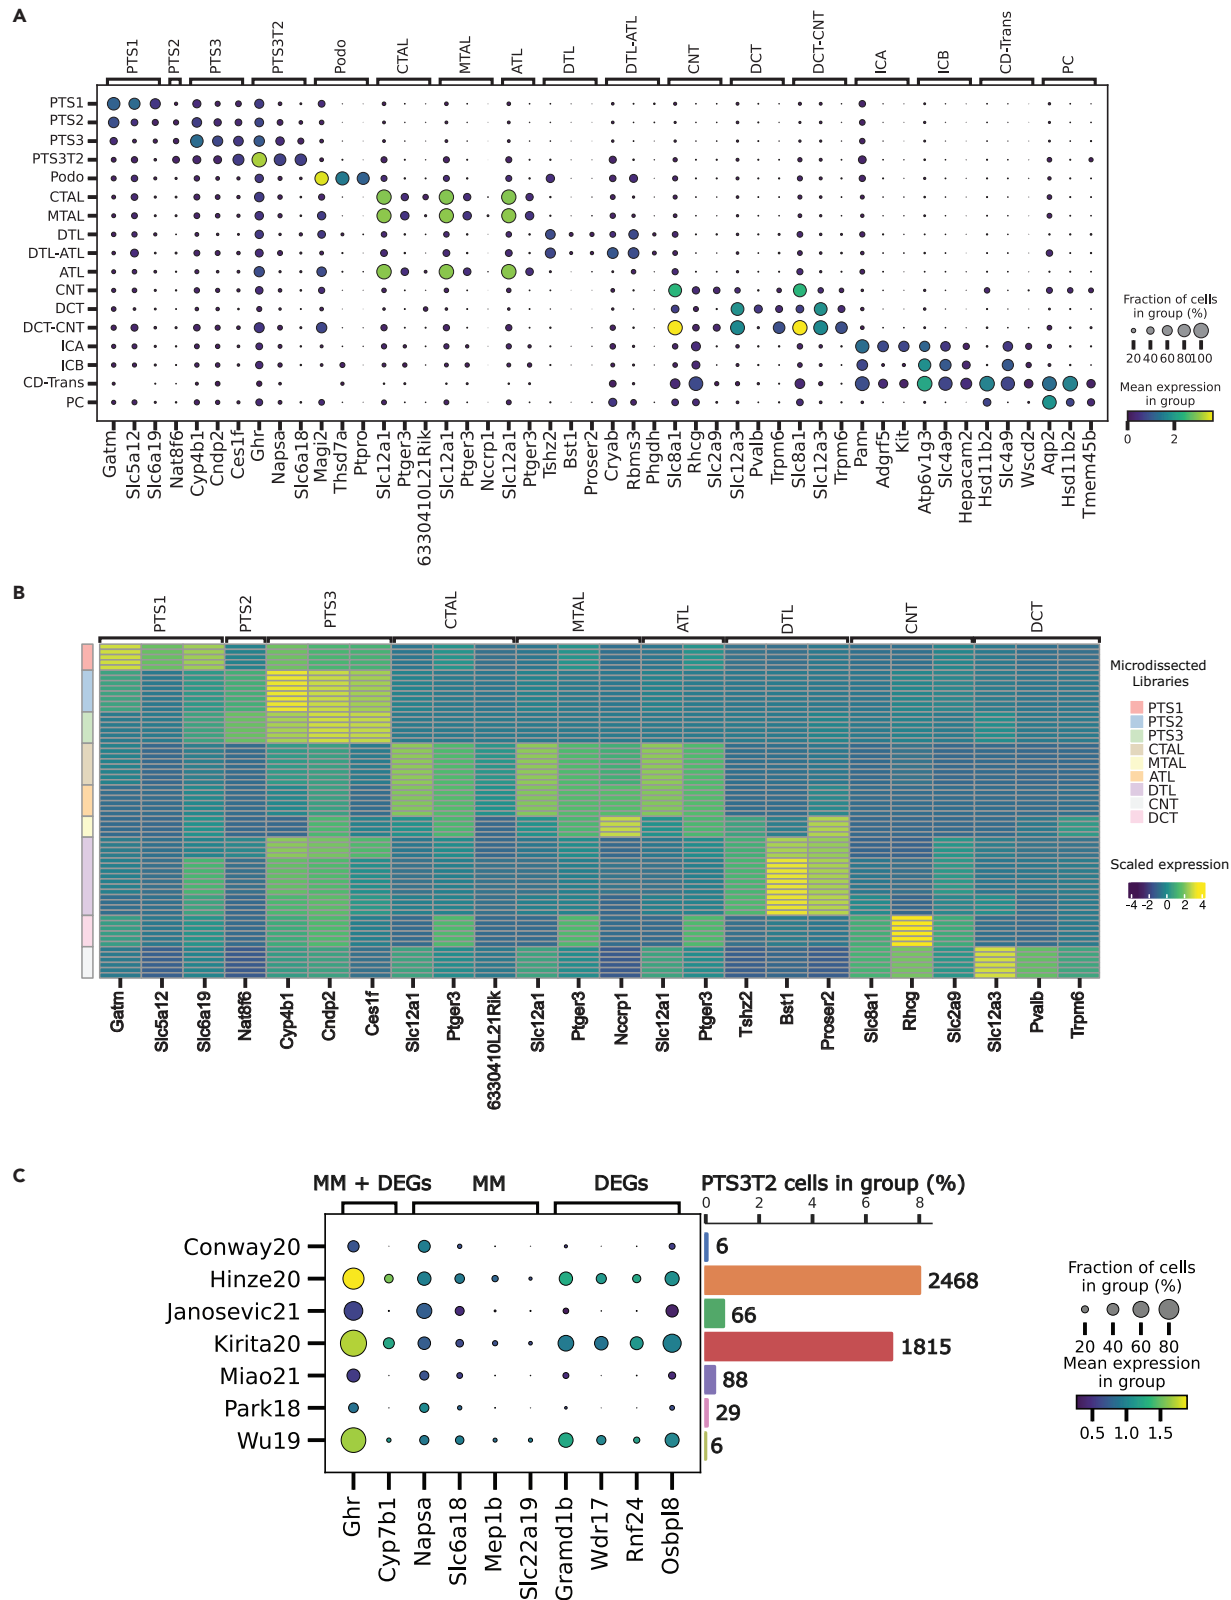 A
PTS1 PTS2 PTS3 PTS3T2 Podo CTAL MTAL ATL DTL DTL-ATL CNT DCT DCT-CNT ICA ICB CD-Trans PC
PTS1
PTS2
PTS3
PTS3T2
Podo
CTAL
MTAL
DTL
DTL-ATL
ATL
CNT
DCT
DCT-CNT
ICA
ICB
CD-Trans
PC
Gatm Slc5a12 Slc6a19 Nat8f6 Cyp4b1 Cndp2 Ces1f Ghr Napsa Slc6a18 Magi2 Thsd7a Ptpro Slc12a1 Ptger3 6330410L21Rik Slc12a1 Ptger3 Nccrp1 Slc12a1 Ptger3 Tshz2 Bst1 Proser2 Cryab Rbms3 Phgdh Slc8a1 Rhcg Slc2a9 Slc12a3 Pvalb Trpm6 Slc8a1 Slc12a3 Trpm6 Pam Adgrf5 Kit Atp6v1g3 Slc4a9 Hepacam2 Hsd11b2 Slc4a9 Wscd2 Aqp2 Hsd11b2 Tmem45b
Fraction of cells
in group (%)
20 40 60 80 100
Mean expression
in group
0 2
B
PTS1 PTS2 PTS3 CTAL MTAL ATL DTL CNT DCT
Microdissected
Libraries
PTS1
PTS2
PTS3
CTAL
MTAL
ATL
DTL
CNT
DCT
Scaled expression
-4 -2 0 2 4
Gatm Slc5a12 Slc6a19 Nat8f6 Cyp4b1 Cndp2 Ces1f Slc12a1 Ptger3 6330410L21Rik Slc12a1 Ptger3 Nccrp1 Slc12a1 Ptger3 Tshz2 Bst1 Proser2 Slc8a1 Rhcg Slc2a9 Slc12a3 Pvalb Trpm6
C
MM + DEGs MM DEGs PTS3T2 cells in group (%)
0 2 4 6 8
Conway20 6
Hinze20 2468
Janosevic21 66
Kirita20 1815
Miao21 88
Park18 29
Wu19 6
Ghr Cyp7b1 Napsa Slc6a18 Mep1b Slc22a19 Gramd1b Wdr17 Rnf24 Osbpl8
Fraction of cells
in group (%)
20 40 60 80
Mean expression
in group
0.5 1.0 1.5